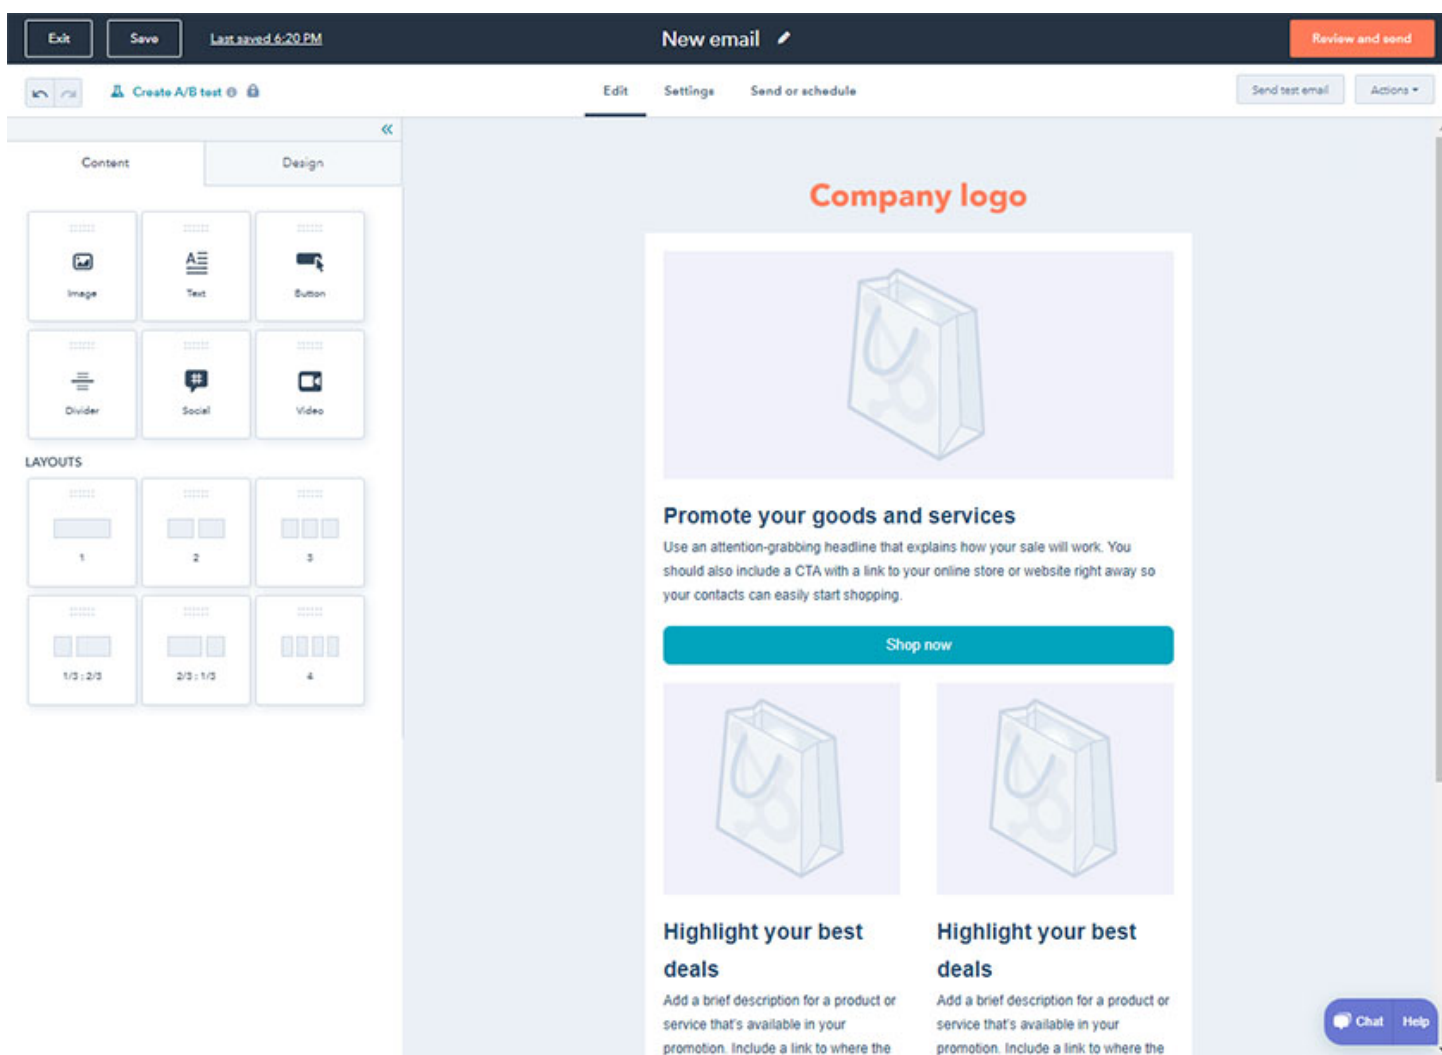 Exit
Save
Last saved 6:20 PM
New email
Review and send
Create A/B test
Edit
Settings
Send or schedule
Send test email
Actions
Content
Design
Image
Text
Button
Divider
Social
Video
LAYOUTS
1
2
3
1/3 : 2/3
2/3 : 1/3
4
Company logo
Promote your goods and services
Use an attention-grabbing headline that explains how your sale will work. You
should also include a CTA with a link to your online store or website right away so
your contacts can easily start shopping.
Shop now
Highlight your best
deals
Add a brief description for a product or
service that's available in your
promotion. Include a link to where the
Highlight your best
deals
Add a brief description for a product or
service that's available in your
promotion. Include a link to where the
Chat
Help